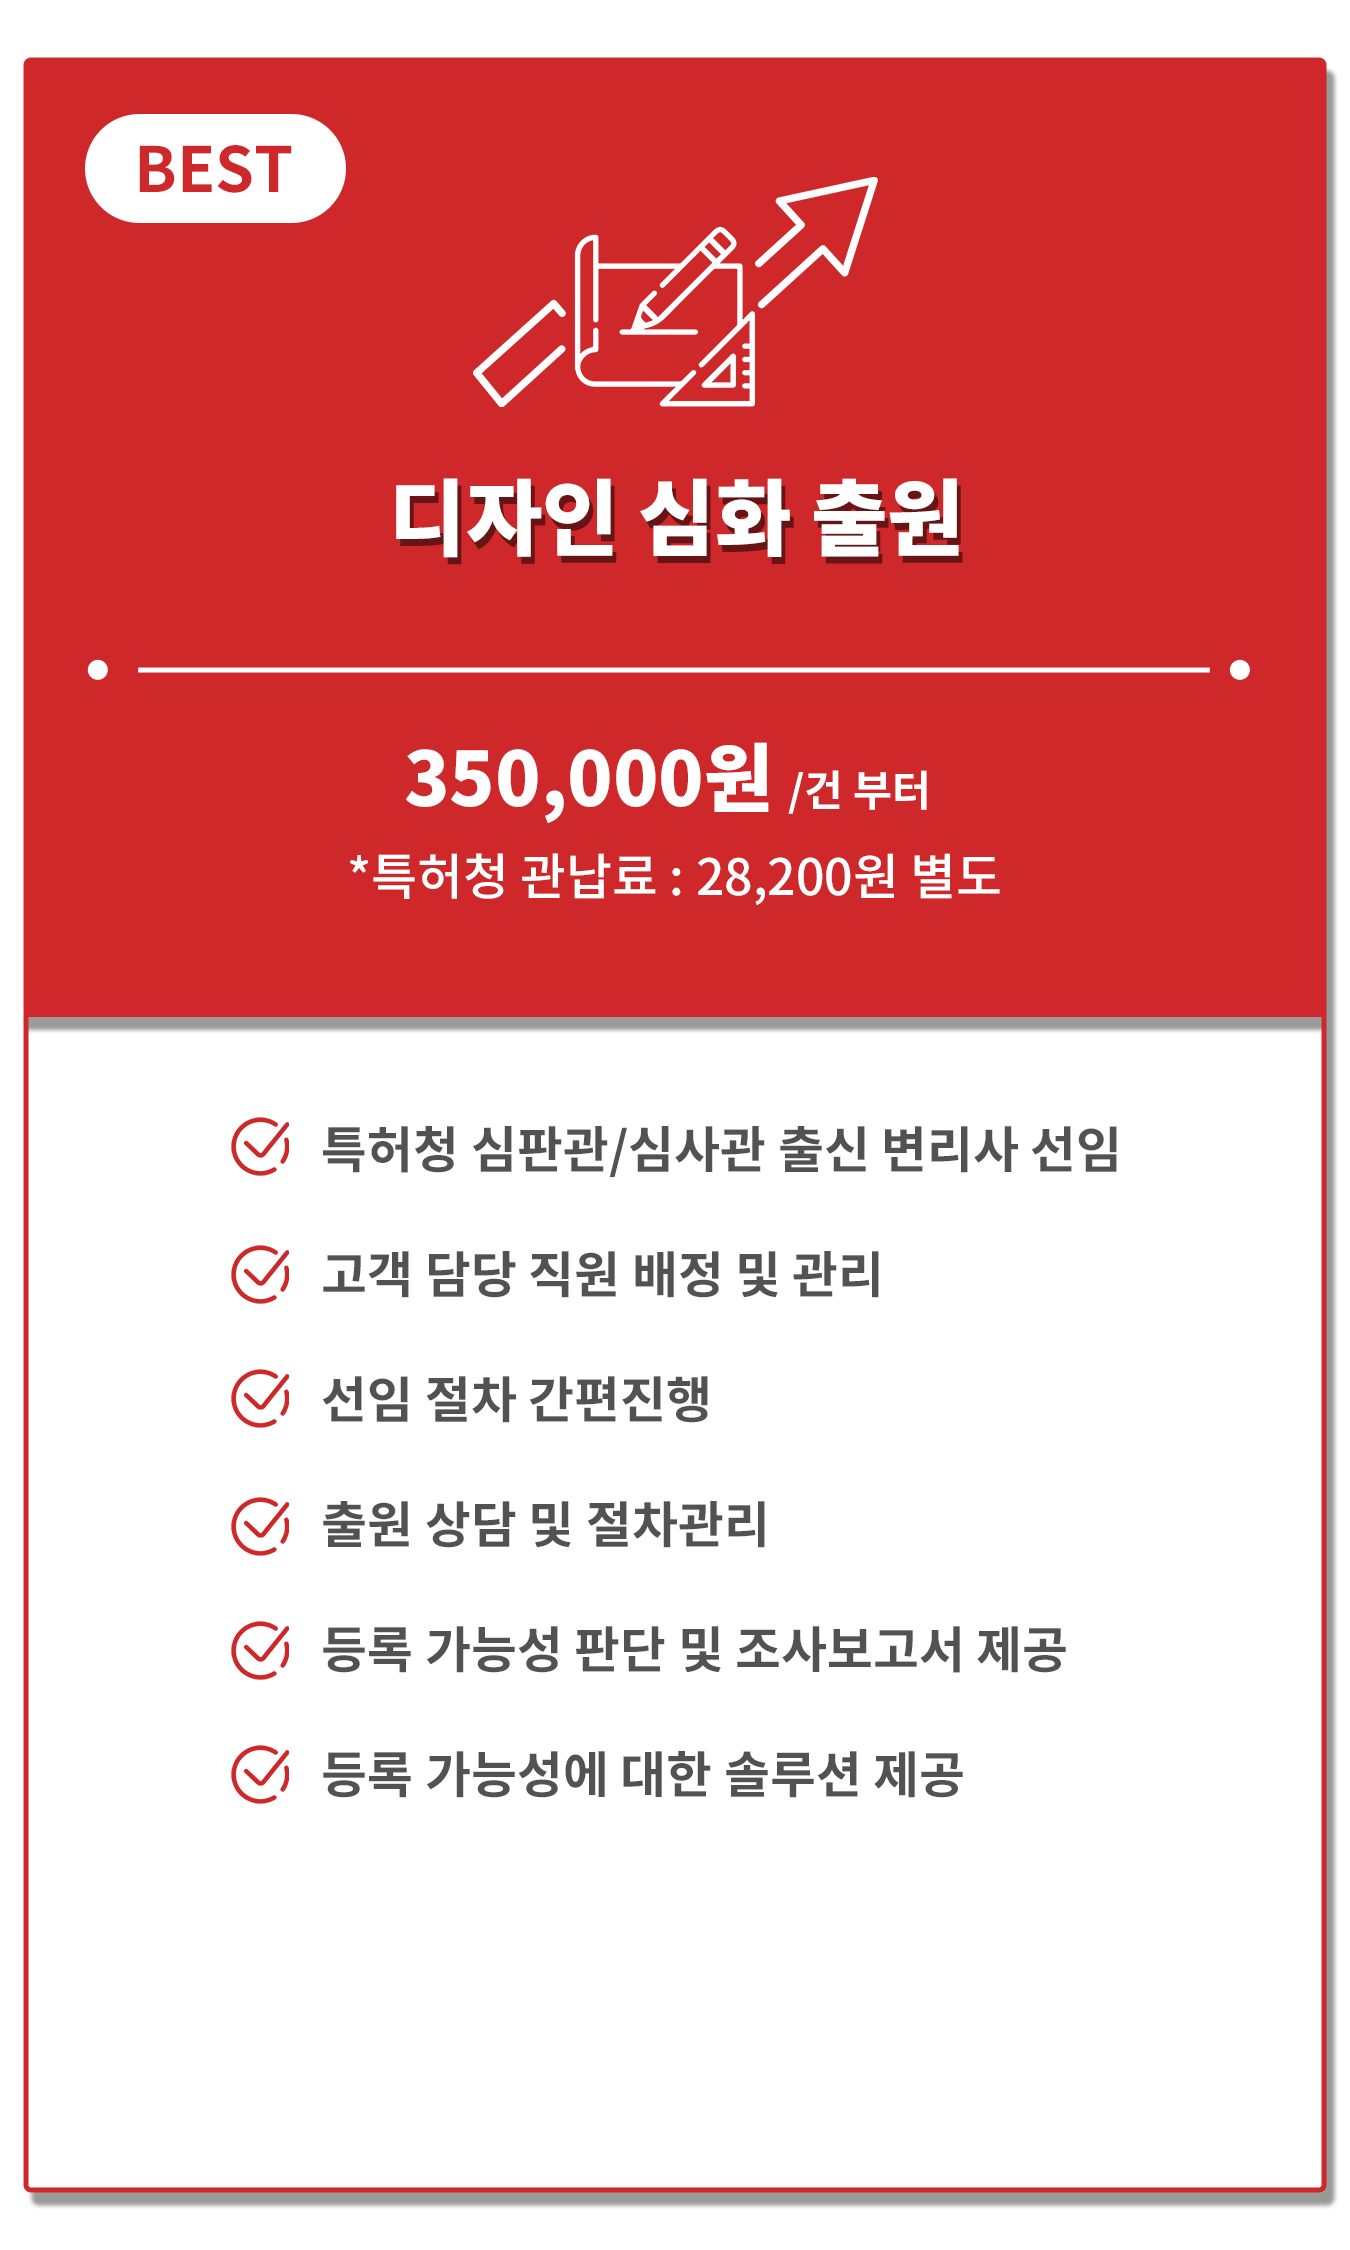 BEST
디자인 심화 출원
350,000원 /건 부터
*특허청 관납료 : 28,200원 별도
특허청 심판관/심사관 출신 변리사 선임
고객 담당 직원 배정 및 관리
선임 절차 간편진행
출원 상담 및 절차관리
등록 가능성 판단 및 조사보고서 제공
등록 가능성에 대한 솔루션 제공